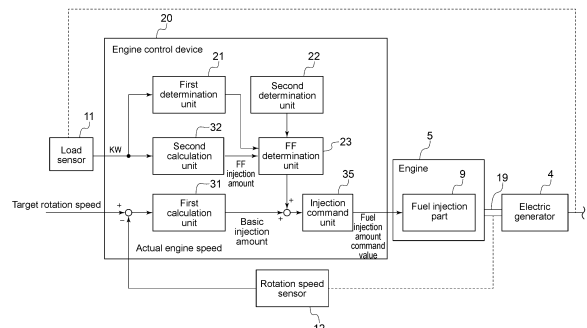 20
Engine control device
21
22
First
determination
unit
Second
determination
unit
11
32
23
5
Load
sensor
KW
Second
calculation
unit
FF
determination
unit
FF
injection
amount
Engine
31
35
9
19
4
Target rotation speed
+
−
First
calculation
unit
+
+
Injection
command
unit
Fuel injection
part
Electric
generator
Basic
injection
amount
Fuel
injection
amount
command
value
Actual engine speed
Rotation speed
sensor